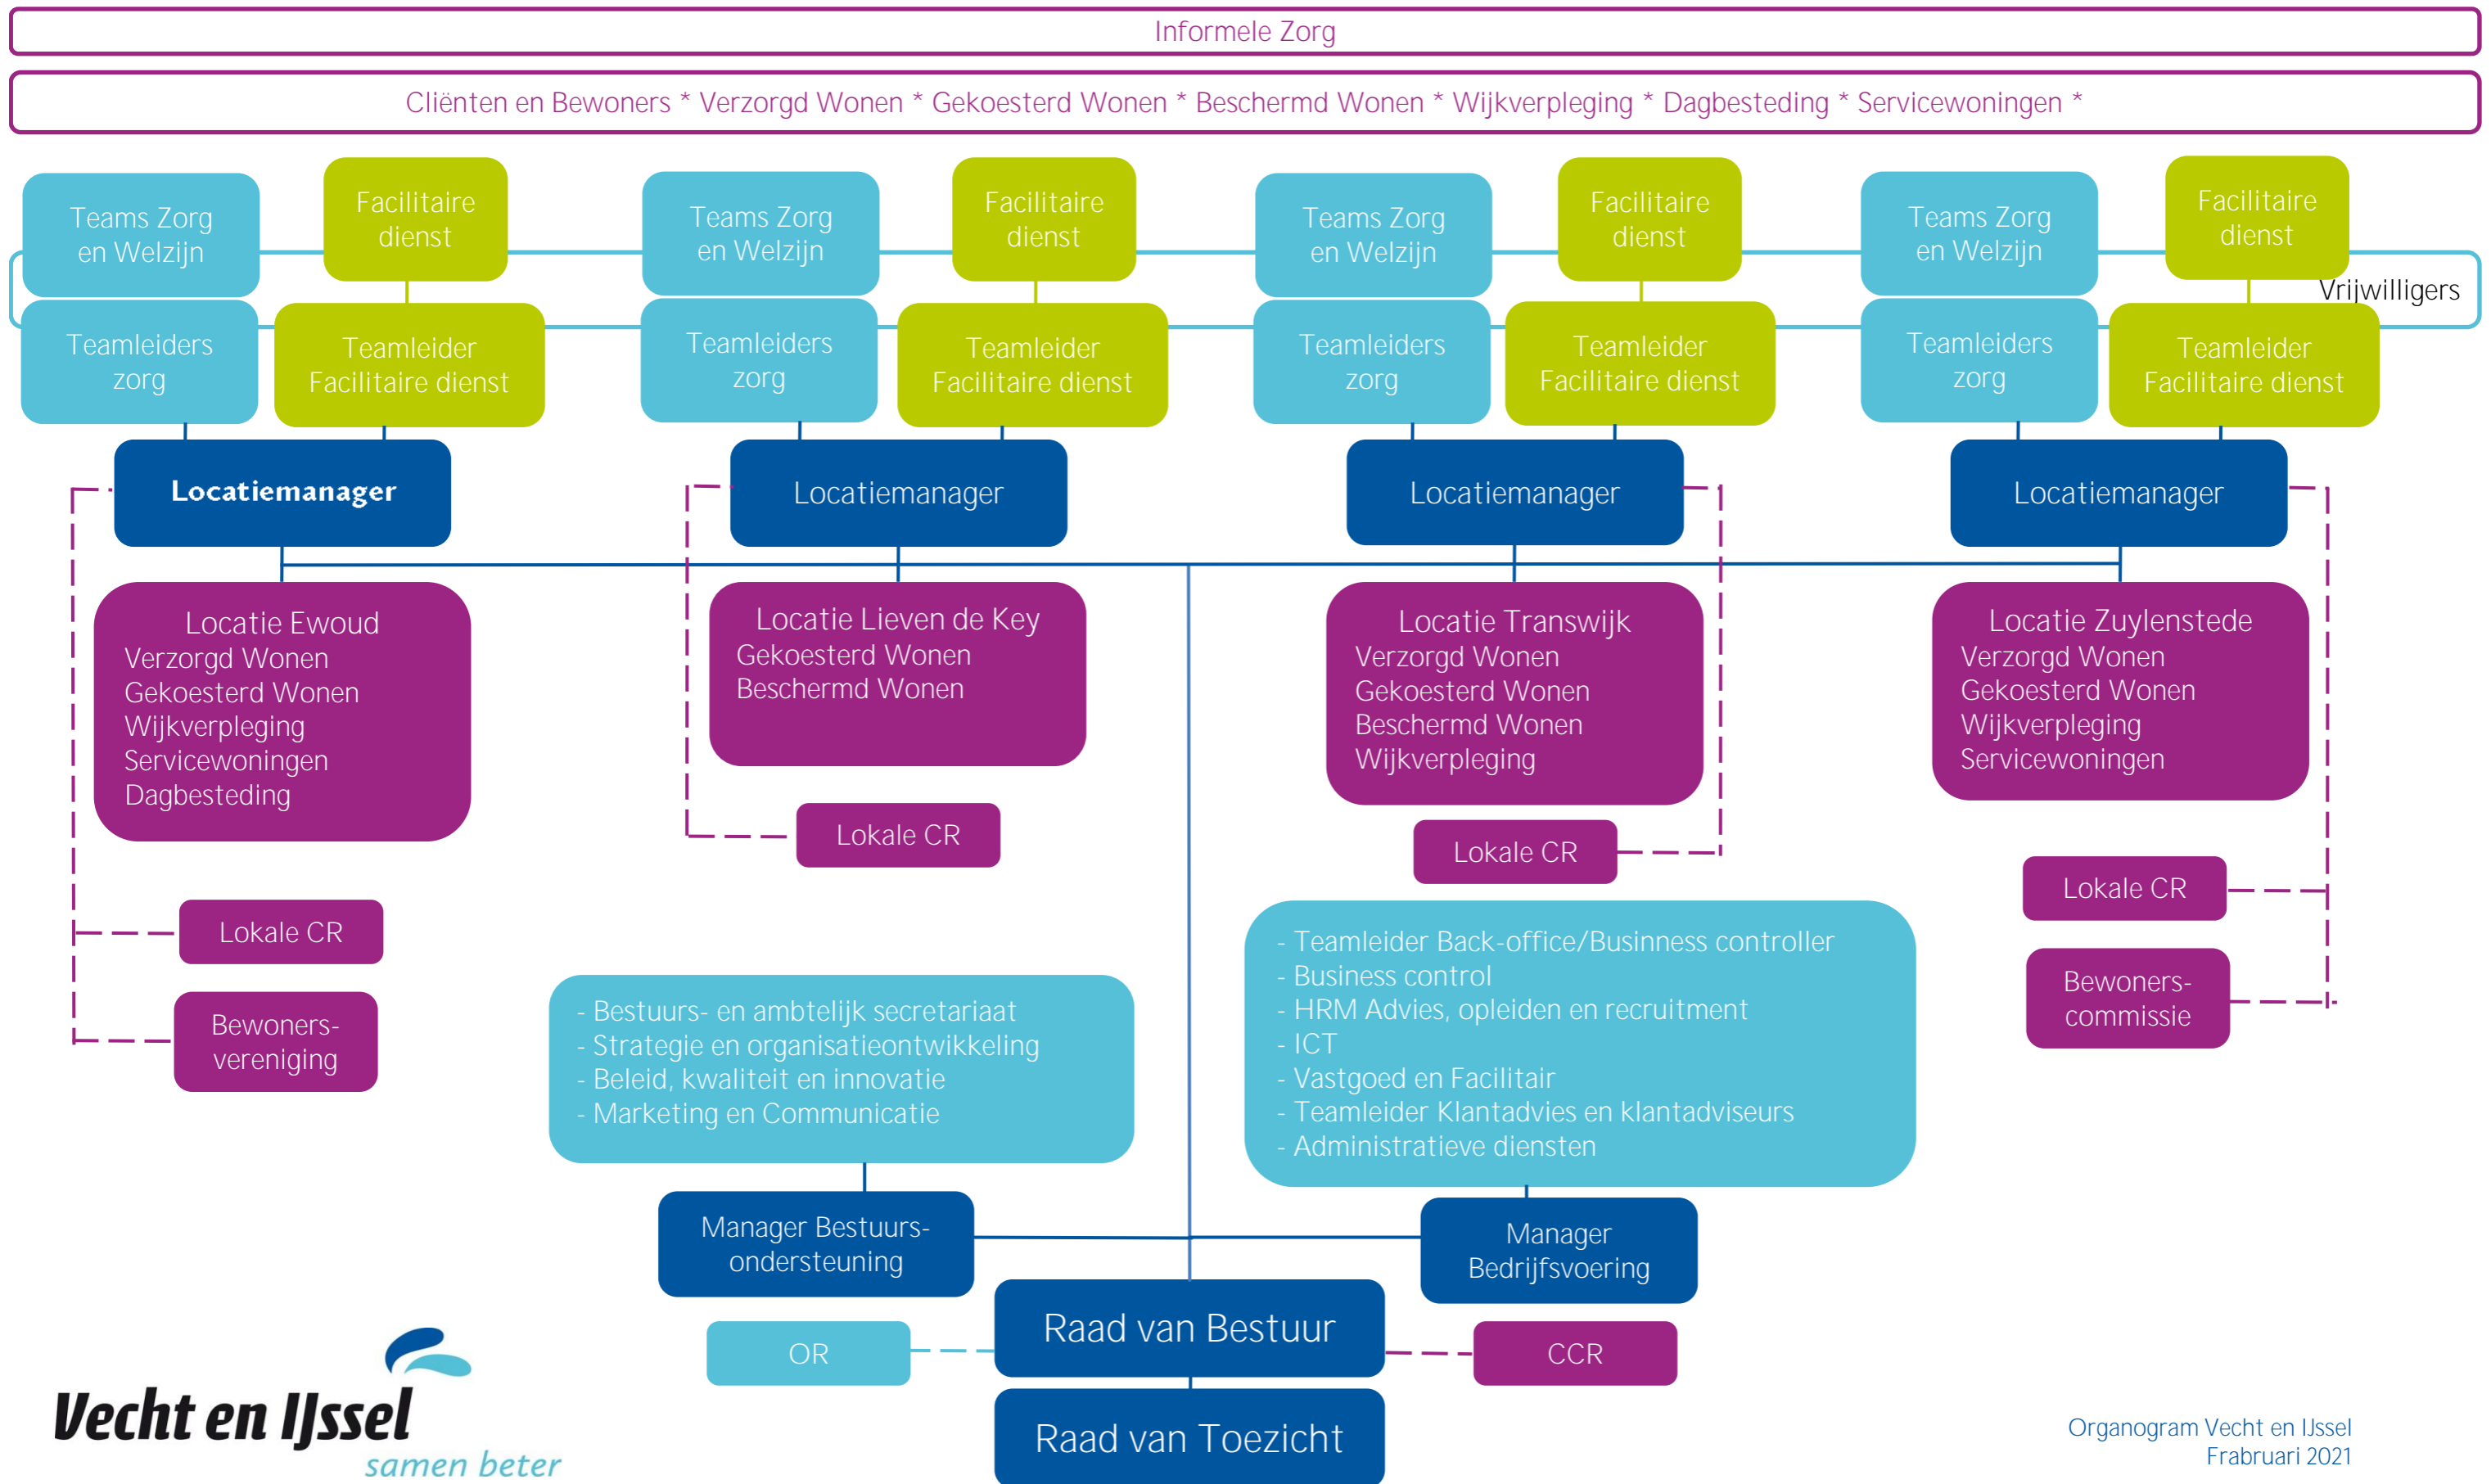 Informele Zorg
Cliënten en Bewoners * Verzorgd Wonen * Gekoesterd Wonen * Beschermd Wonen * Wijkverpleging * Dagbesteding * Servicewoningen *
Teams Zorg
en Welzijn
Facilitaire
dienst
Teams Zorg
en Welzijn
Facilitaire
dienst
Teams Zorg
en Welzijn
Facilitaire
dienst
Teams Zorg
en Welzijn
Facilitaire
dienst
Vrijwilligers
Teamleiders
zorg
Teamleider
Facilitaire dienst
Teamleiders
zorg
Teamleider
Facilitaire dienst
Teamleiders
zorg
Teamleider
Facilitaire dienst
Teamleiders
zorg
Teamleider
Facilitaire dienst
Locatiemanager
Locatiemanager
Locatiemanager
Locatiemanager
Locatie Ewoud
Verzorgd Wonen
Gekoesterd Wonen
Wijkverpleging
Servicewoningen
Dagbesteding
Locatie Lieven de Key
Gekoesterd Wonen
Beschermd Wonen
Locatie Transwijk
Verzorgd Wonen
Gekoesterd Wonen
Beschermd Wonen
Wijkverpleging
Locatie Zuylenstede
Verzorgd Wonen
Gekoesterd Wonen
Wijkverpleging
Servicewoningen
Lokale CR
Bewoners-
vereniging
Lokale CR
Lokale CR
Lokale CR
Bewoners-
commissie
- Bestuurs- en ambtelijk secretariaat
- Strategie en organisatieontwikkeling
- Beleid, kwaliteit en innovatie
- Marketing en Communicatie
- Teamleider Back-office/Businness controller
- Business control
- HRM Advies, opleiden en recruitment
- ICT
- Vastgoed en Facilitair
- Teamleider Klantadvies en klantadviseurs
- Administratieve diensten
Manager Bestuurs-
ondersteuning
Manager
Bedrijfsvoering
OR
Raad van Bestuur
CCR
Raad van Toezicht
Vecht en IJssel
samen beter
Organogram Vecht en IJssel
Frabruari 2021